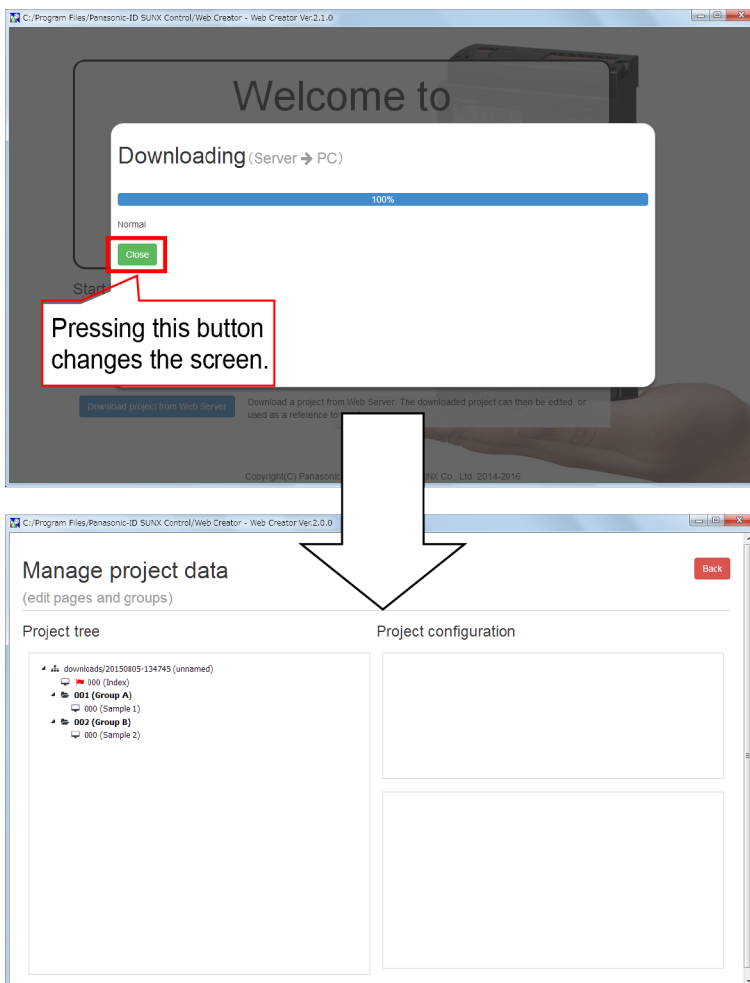 C:/Program Files/Panasonic-ID SUNX Control/Web Creator - Web Creator Ver.2.1.0
Welcome to
Downloading (Server → PC)
100%
Normal
Close
Start
Pressing this button
changes the screen.
Download project from Web Server
Download a project from Web Server. The downloaded project can then be edited, or
used as a reference to
Copyright(C) Panasonic
NX Co., Ltd. 2014-2016
C:/Program Files/Panasonic-ID SUNX Control/Web Creator - Web Creator Ver.2.0.0
Manage project data
Back
(edit pages and groups)
Project tree
Project configuration
downloads/20150805-134745 (unnamed)
000 (Index)
001 (Group A)
000 (Sample 1)
002 (Group B)
000 (Sample 2)